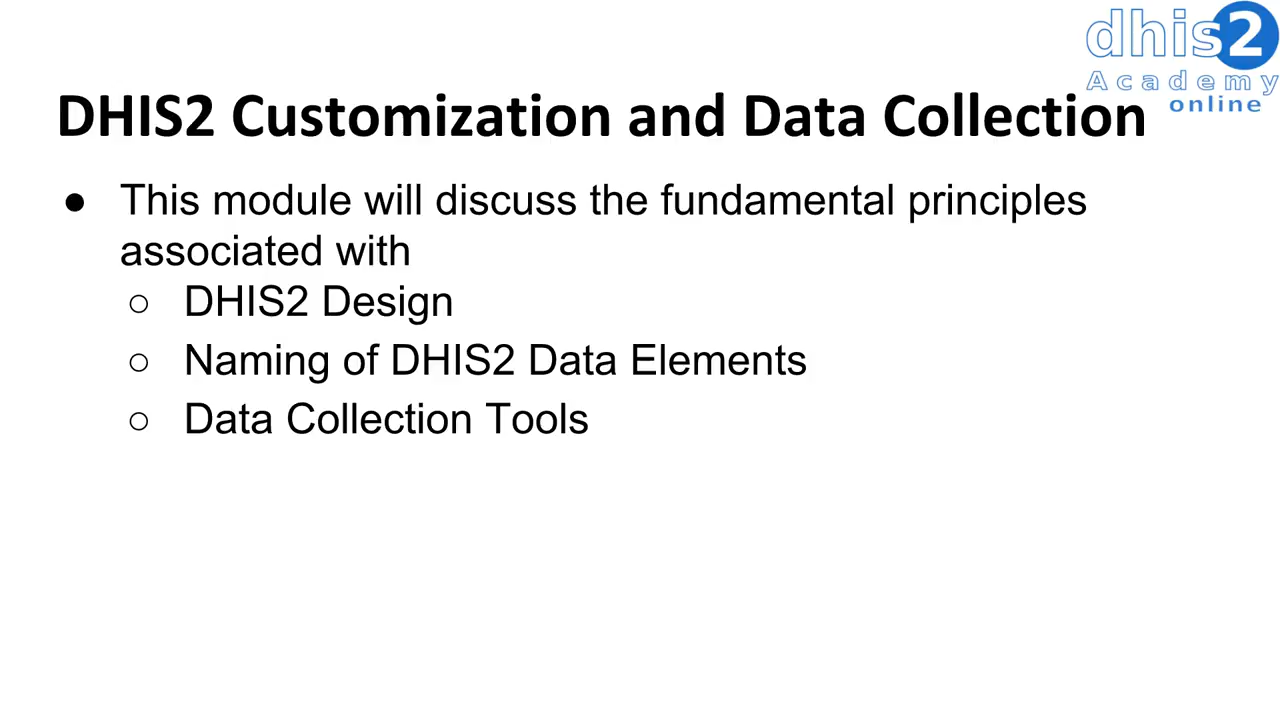 dhis2
Academy
online
DHIS2 Customization and Data Collection
● This module will discuss the fundamental principles
associated with
○ DHIS2 Design
○ Naming of DHIS2 Data Elements
○ Data Collection Tools